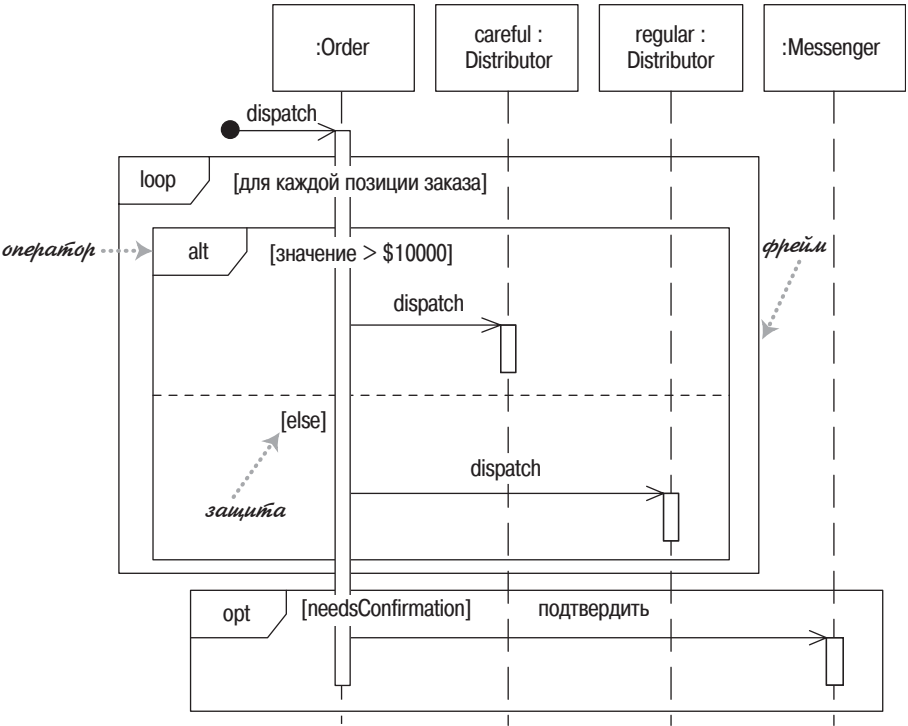 :Order
careful :
Distributor
regular :
Distributor
:Messenger
dispatch
loop
[для каждой позиции заказа]
оператор
alt
[значение > $10000]
фрейм
dispatch
[else]
dispatch
защита
opt
[needsConfirmation]
подтвердить